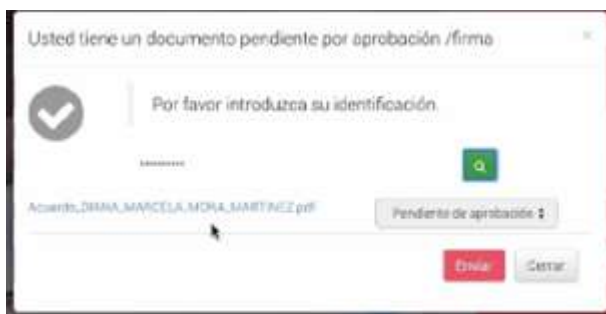 Usted tiene un documento pendiente por aprobación /firma
×
Por favor introduzca su identificación.
Acuerdo_DIANA_MARCELA_MORA_MARTINEZ.pdf
Pendiente de aprobación
Enviar
Cerrar